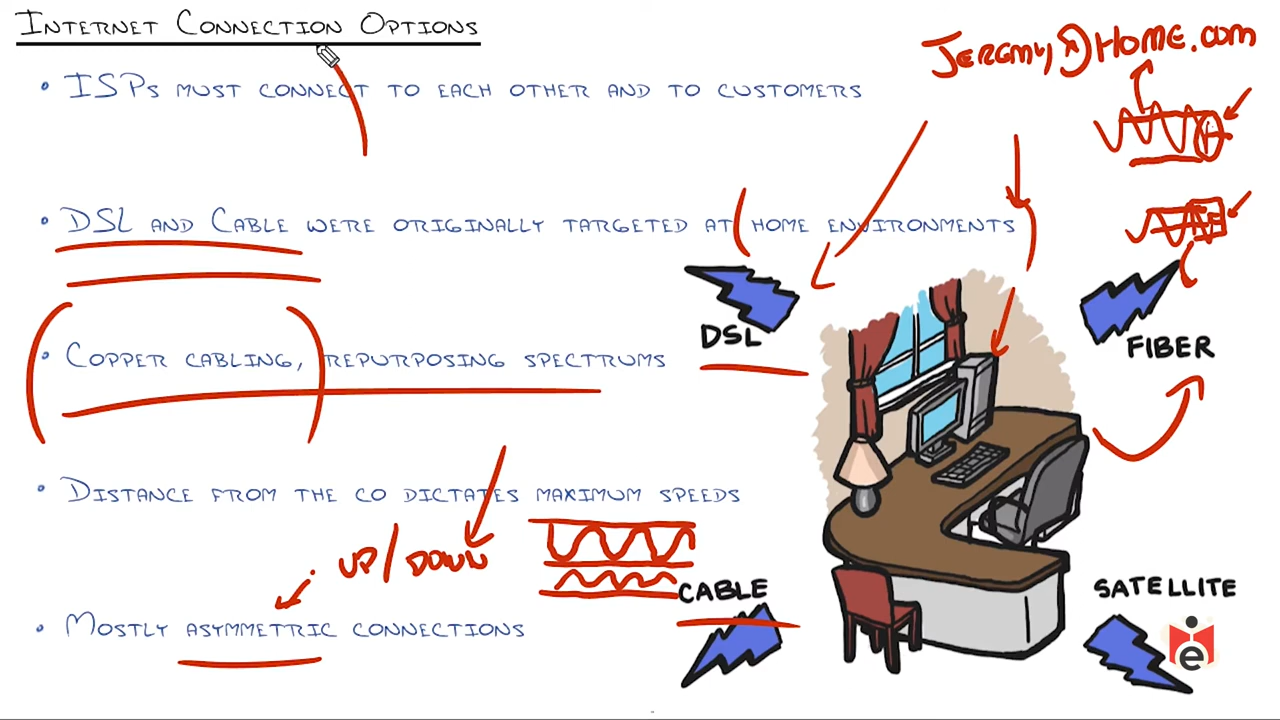 Internet Connection Options
Jeremy@Home.com
• ISPs must connect to each other and to customers
• DSL and Cable were originally targeted at home environments
DSL
FIBER
• Copper cabling, repurposing spectrums
• Distance from the CO dictates maximum speeds
UP/DOWN
CABLE
SATELLITE
• Mostly asymmetric connections
e